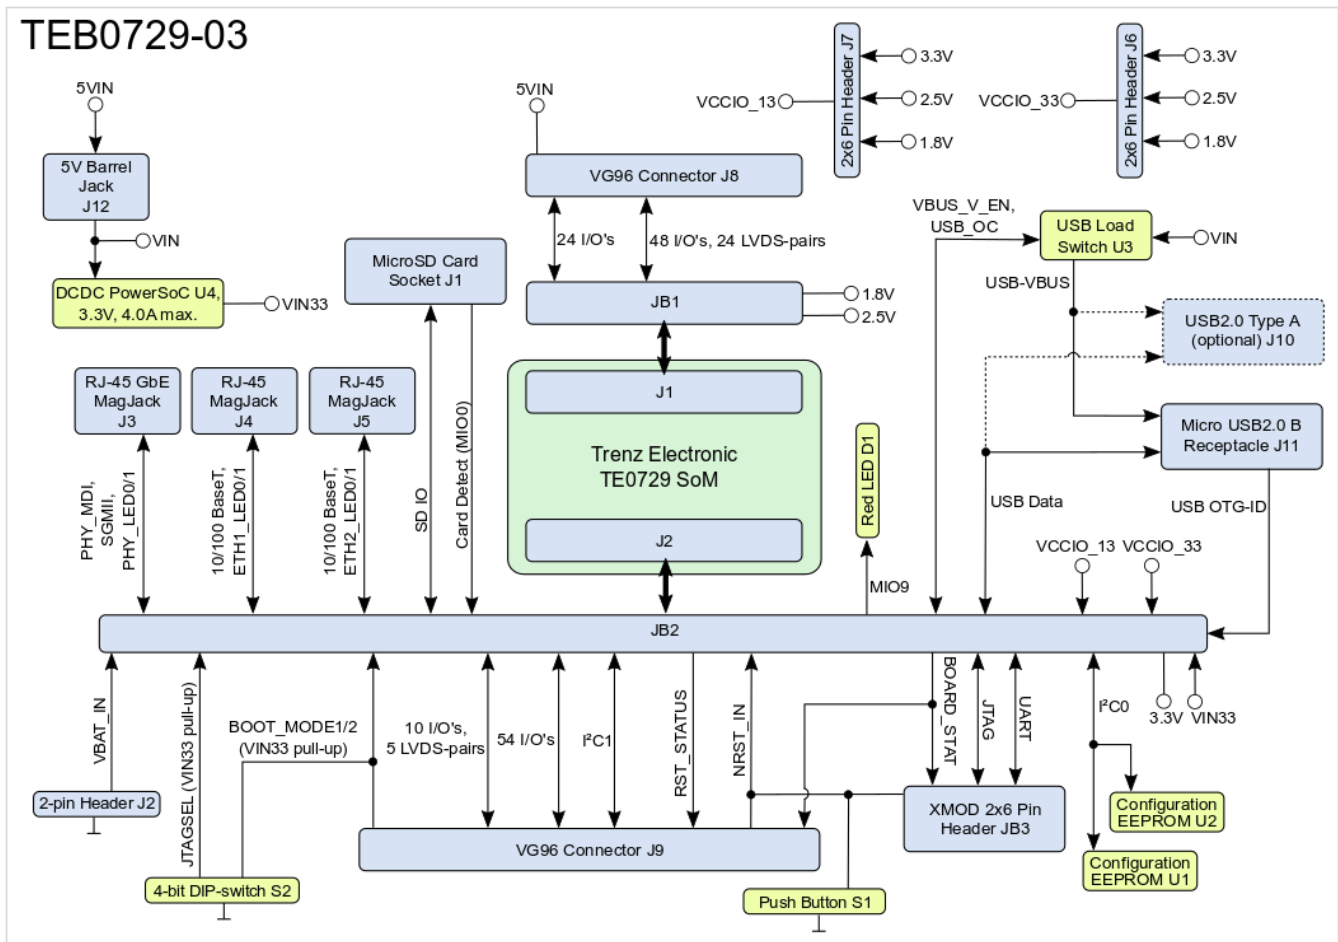 TEB0729-03
5VIN
5V Barrel
Jack
J12
VIN
DCDC PowerSoC U4,
3.3V, 4.0A max.
VIN33
5VIN
VG96 Connector J8
24 I/O's
48 I/O's, 24 LVDS-pairs
JB1
1.8V
2.5V
VCCIO_13
2x6 Pin Header J7
3.3V
2.5V
1.8V
VCCIO_33
2x6 Pin Header J6
3.3V
2.5V
1.8V
VBUS_V_EN,
USB_OC
USB Load
Switch U3
VIN
USB-VBUS
USB2.0 Type A
(optional) J10
Micro USB2.0 B
Receptacle J11
USB Data
USB OTG-ID
MicroSD Card
Socket J1
SD IO
Card Detect (MIO0)
RJ-45 GbE
MagJack
J3
RJ-45
MagJack
J4
RJ-45
MagJack
J5
PHY_MDI,
SGMII,
PHY_LED0/1
10/100 BaseT,
ETH1_LED0/1
10/100 BaseT,
ETH2_LED0/1
J1
Trenz Electronic
TE0729 SoM
J2
Red LED D1
MIO9
VCCIO_13
VCCIO_33
JB2
VBAT_IN
JTAGSEL (VIN33 pull-up)
BOOT_MODE1/2
(VIN33 pull-up)
10 I/O's,
5 LVDS-pairs
54 I/O's
I²C1
RST_STATUS
NRST_IN
BOARD_STAT
JTAG
UART
I²C0
3.3V
VIN33
2-pin Header J2
4-bit DIP-switch S2
VG96 Connector J9
XMOD 2x6 Pin
Header JB3
Push Button S1
Configuration
EEPROM U2
Configuration
EEPROM U1